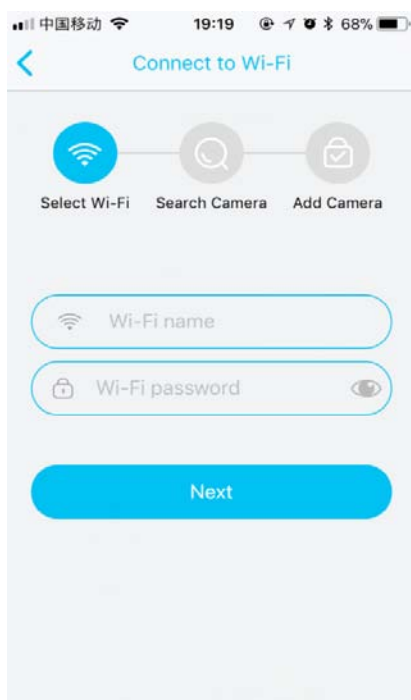 中国移动 19:19 68%
Connect to Wi-Fi
Select Wi-Fi Search Camera Add Camera
Wi-Fi name
Wi-Fi password
Next